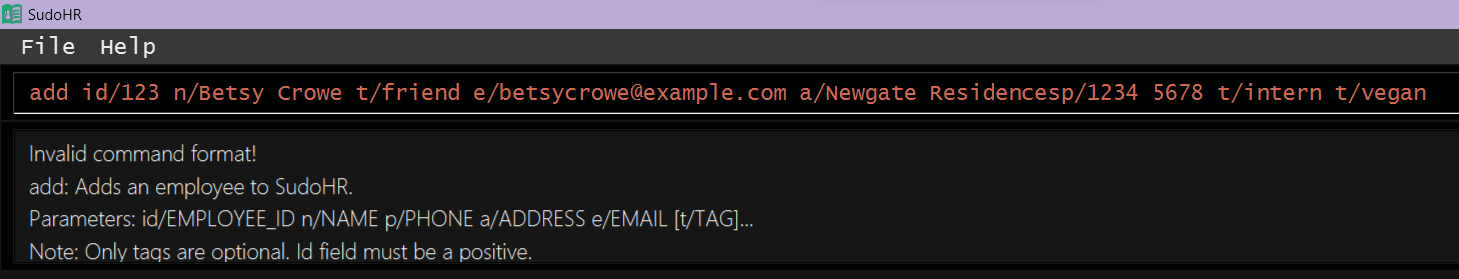 SudoHR
File Help
add id/123 n/Betsy Crowe t/friend e/betsycrowe@example.com a/Newgate Residencesp/1234 5678 t/intern t/vegan
Invalid command format!
add: Adds an employee to SudoHR.
Parameters: id/EMPLOYEE_ID n/NAME p/PHONE a/ADDRESS e/EMAIL [t/TAG]...
Note: Only tags are optional. Id field must be a positive.